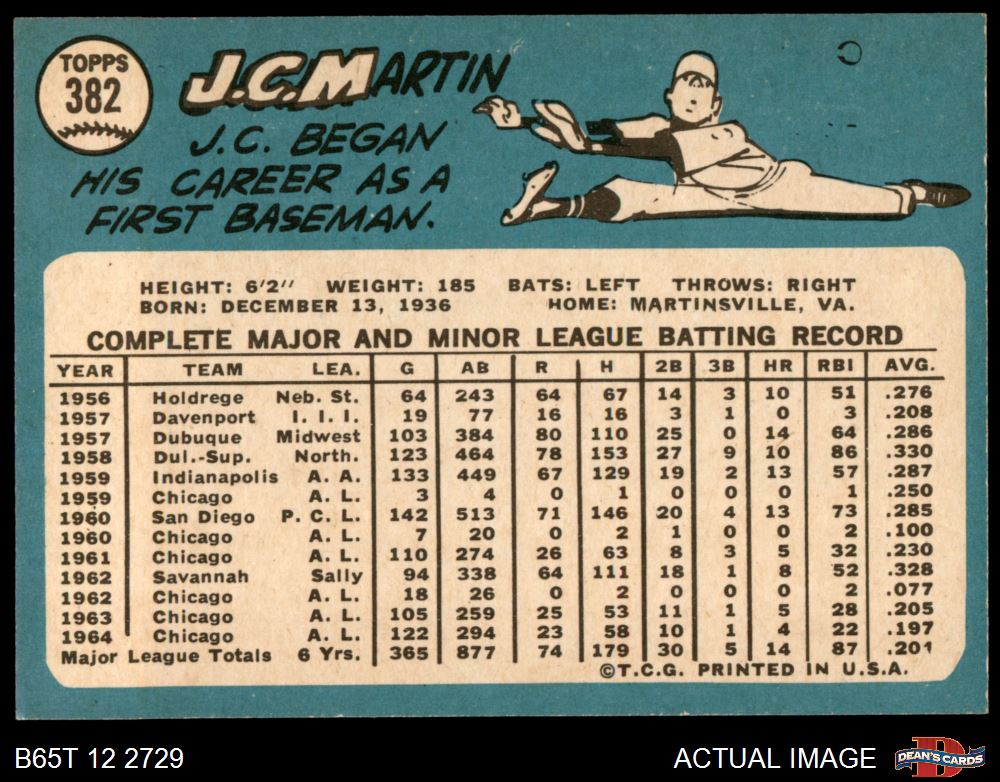 TOPPS
382
J.C.MARTIN
J.C. BEGAN
HIS CAREER AS A
FIRST BASEMAN.
HEIGHT: 6'2" WEIGHT: 185 BATS: LEFT THROWS: RIGHT
BORN: DECEMBER 13, 1936 HOME: MARTINSVILLE, VA.
COMPLETE MAJOR AND MINOR LEAGUE BATTING RECORD
YEAR TEAM LEA. G AB R H 2B 3B HR RBI AVG.
1956 Holdrege Neb. St. 64 243 64 67 14 3 10 51 .276
1957 Davenport I. I. I. 19 77 16 16 3 1 0 3 .208
1957 Dubuque Midwest 103 384 80 110 25 0 14 64 .286
1958 Dul.-Sup. North. 123 464 78 153 27 9 10 86 .330
1959 Indianapolis A. A. 133 449 67 129 19 2 13 57 .287
1959 Chicago A. L. 3 4 0 1 0 0 0 1 .250
1960 San Diego P. C. L. 142 513 71 146 20 4 13 73 .285
1960 Chicago A. L. 7 20 0 2 1 0 0 2 .100
1961 Chicago A. L. 110 274 26 63 8 3 5 32 .230
1962 Savannah Sally 94 338 64 111 18 1 8 52 .328
1962 Chicago A. L. 18 26 0 2 0 0 0 2 .077
1963 Chicago A. L. 105 259 25 53 11 1 5 28 .205
1964 Chicago A. L. 122 294 23 58 10 1 4 22 .197
Major League Totals 6 Yrs. 365 877 74 179 30 5 14 87 .201
©T.C.G. PRINTED IN U.S.A.
B65T 12 2729 ACTUAL IMAGE
D
DEAN'S CARDS